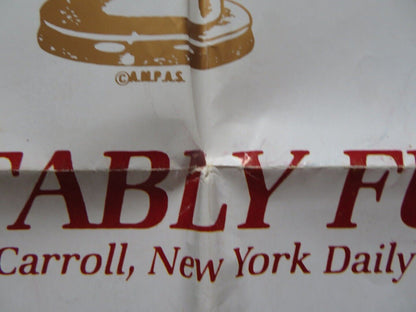 ©A.M.P.A.S.
TABLY FU
Carroll, New York Daily